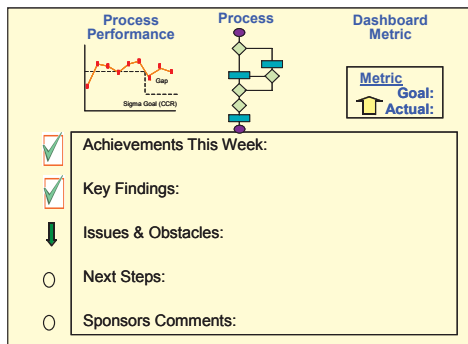 Process
Performance
Process
Dashboard
Metric
Gap
Sigma Goal (CCR)
Metric
Goal:
Actual:
Achievements This Week:
Key Findings:
Issues & Obstacles:
Next Steps:
Sponsors Comments: